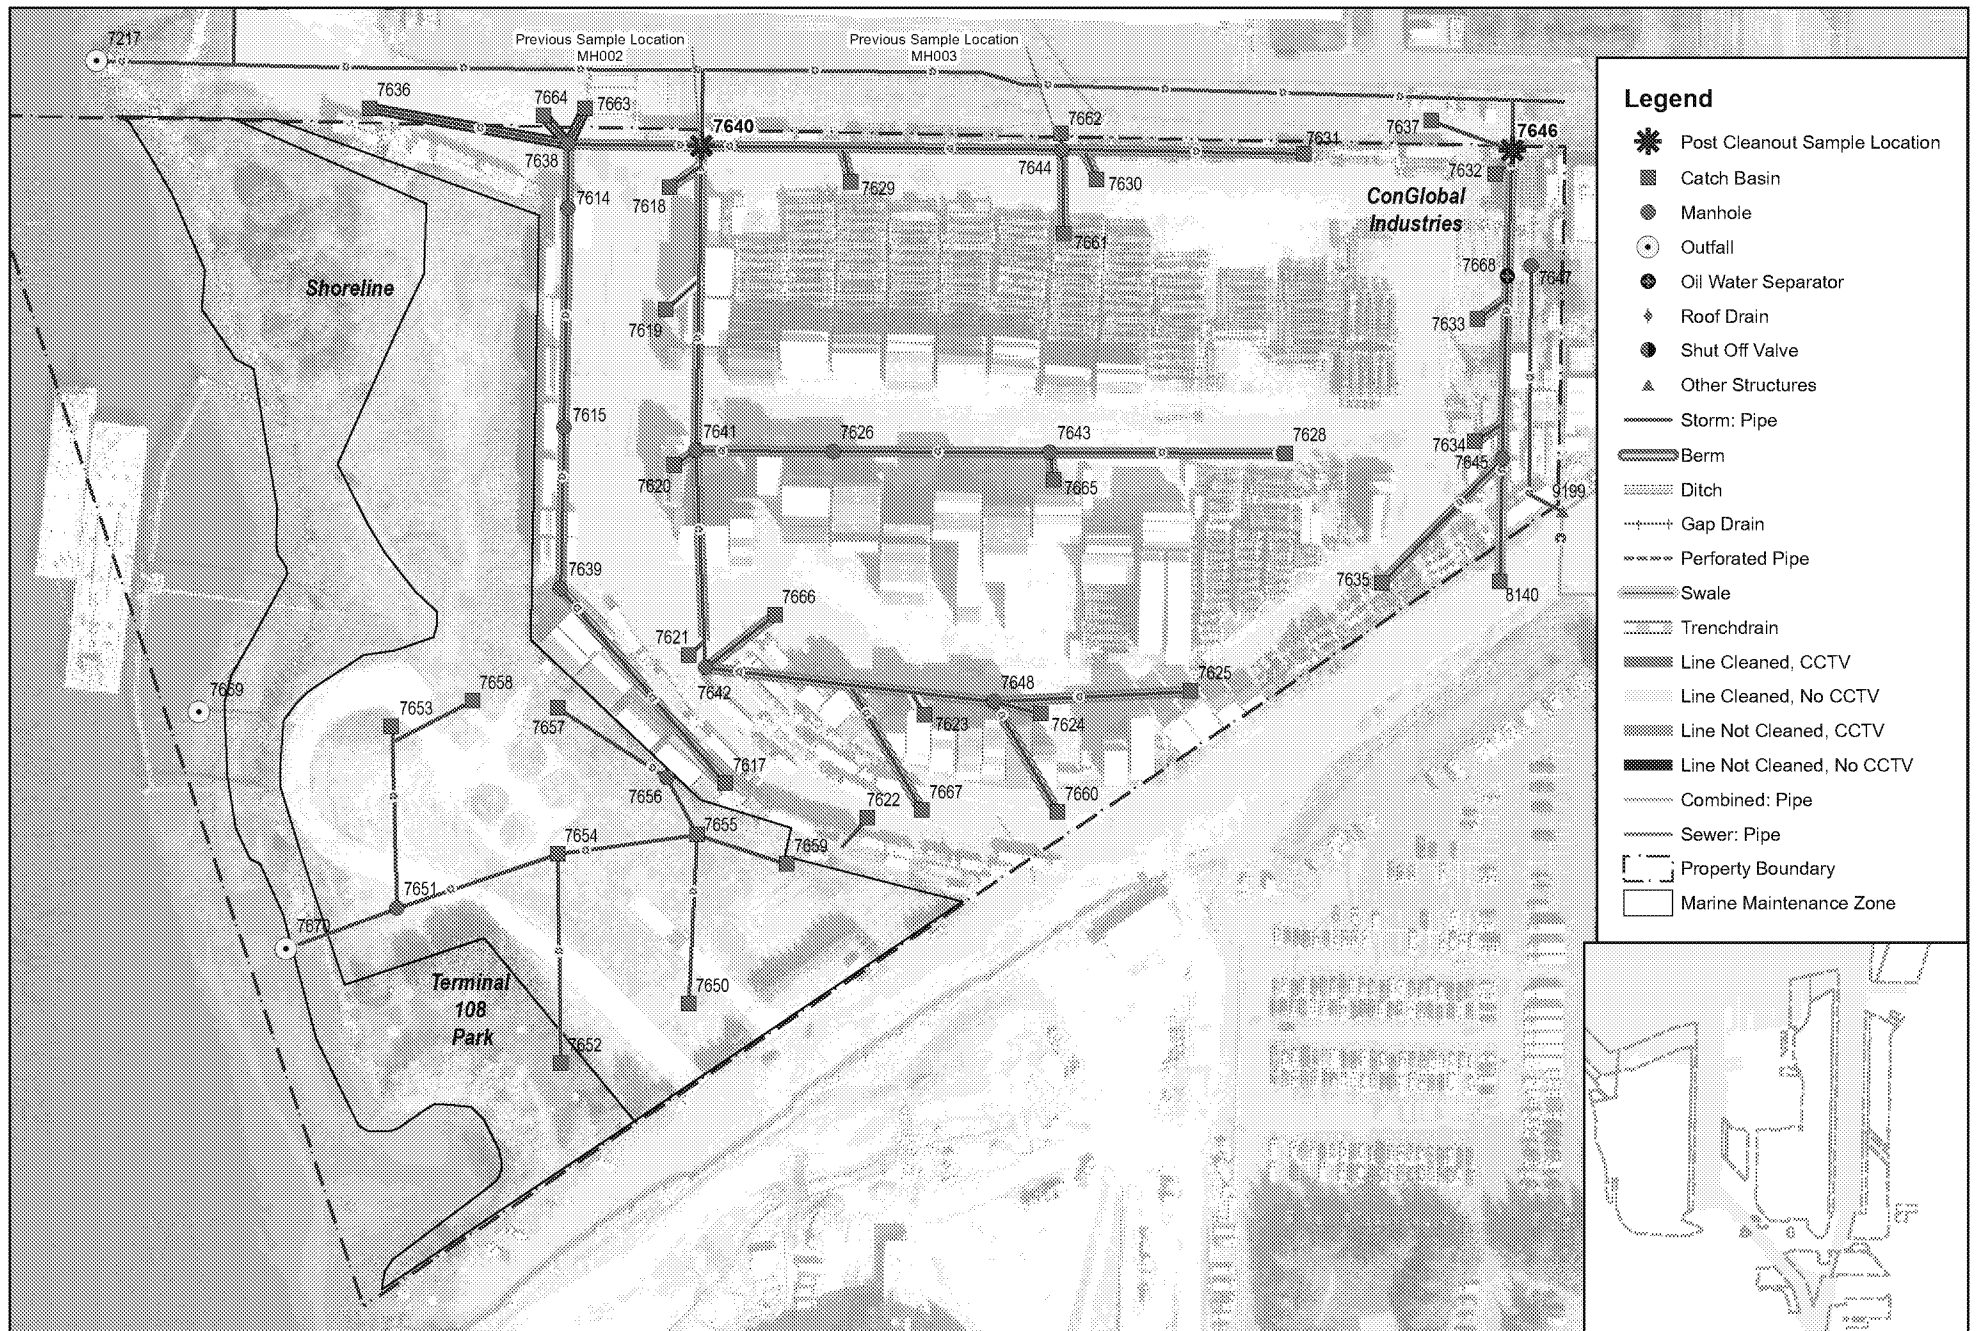 7217
Previous Sample Location
MH002
Previous Sample Location
MH003
7636
7664
7663
7640
7662
7637
7646
7638
7644
7631
7632
7614
7618
7629
7630
ConGlobal
Industries
7661
7668
7647
Shoreline
7619
7633
7615
7641
7626
7643
7628
7634
7645
7620
7665
9199
7639
7635
8140
7666
7621
7669
7658
7642
7648
7625
7653
7657
7623
7624
7617
7656
7622
7667
7660
7655
7654
7659
7651
7670
Terminal
108
Park
7650
7652
Legend
Post Cleanout Sample Location
Catch Basin
Manhole
Outfall
Oil Water Separator
Roof Drain
Shut Off Valve
Other Structures
Storm: Pipe
Berm
Ditch
Gap Drain
Perforated Pipe
Swale
Trenchdrain
Line Cleaned, CCTV
Line Cleaned, No CCTV
Line Not Cleaned, CCTV
Line Not Cleaned, No CCTV
Combined: Pipe
Sewer: Pipe
Property Boundary
Marine Maintenance Zone